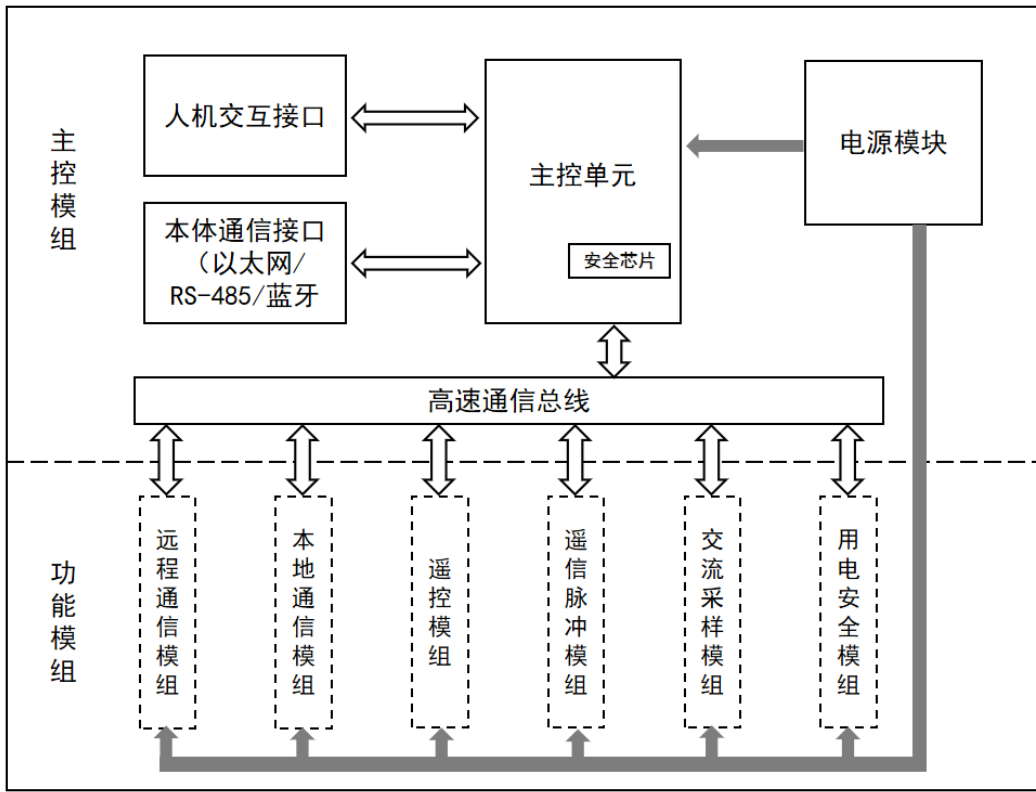 主控模组
人机交互接口
主控单元
电源模块
本体通信接口
（以太网/
RS-485/蓝牙
安全芯片
高速通信总线
功能模组
远程通信模组
本地通信模组
遥控模组
遥信脉冲模组
交流采样模组
用电安全模组